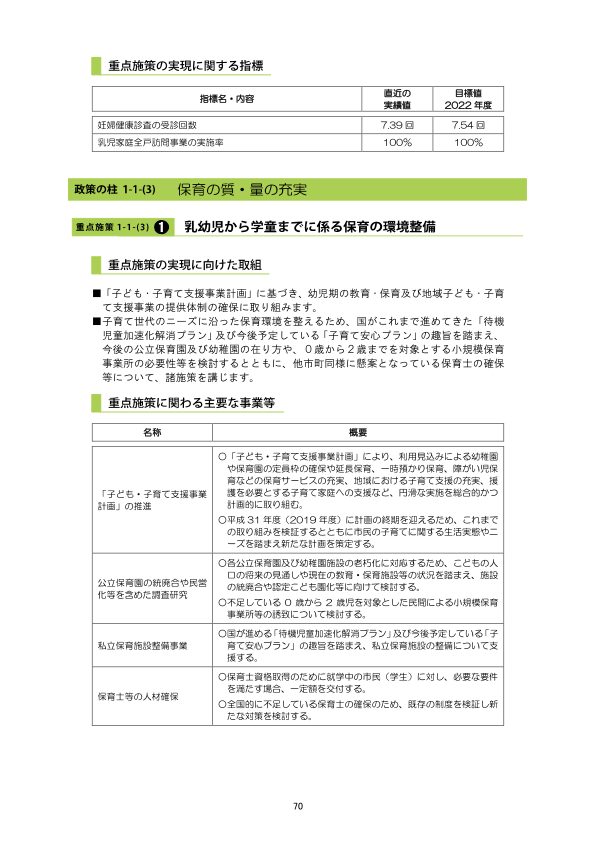 重点施策の実現に関する指標
指標名・内容
直近の
実績値
目標値
2022 年度
妊婦健康診査の受診回数 7.39 回 7.54 回
乳児家庭全戸訪問事業の実施率 100% 100%
政策の柱 1-1-(3) 保育の質・量の充実
重点施策 1-1-(3) ❶ 乳幼児から学童までに係る保育の環境整備
重点施策の実現に向けた取組
■「子ども・子育て支援事業計画」に基づき、幼児期の教育・保育及び地域子ども・子育
て支援事業の提供体制の確保に取り組みます。
■子育て世代のニーズに沿った保育環境を整えるため、国がこれまで進めてきた「待機
児童加速化解消プラン」及び今後予定している「子育て安心プラン」の趣旨を踏まえ、
今後の公立保育園及び幼稚園の在り方や、０歳から２歳までを対象とする小規模保育
事業所の必要性等を検討するとともに、他市町同様に懸案となっている保育士の確保
等について、諸施策を講じます。
重点施策に関わる主要な事業等
名称 概要
「子ども・子育て支援事業
計画」の推進
○「子ども・子育て支援事業計画」により、利用見込みによる幼稚園
や保育園の定員枠の確保や延長保育、一時預かり保育、障がい児保
育などの保育サービスの充実、地域における子育て支援の充実、援
護を必要とする子育て家庭への支援など、円滑な実施を総合的かつ
計画的に取り組む。
○平成 31 年度（2019 年度）に計画の終期を迎えるため、これまで
の取り組みを検証するとともに市民の子育てに関する生活実態やニ
ーズを踏まえ新たな計画を策定する。
公立保育園の統廃合や民営
化等を含めた調査研究
○各公立保育園及び幼稚園施設の老朽化に対応するため、こどもの人
口の将来の見通しや現在の教育・保育施設等の状況を踏まえ、施設
の統廃合や認定こども園化等に向けて検討する。
○不足している 0 歳から 2 歳児を対象とした民間による小規模保育
事業所等の誘致について検討する。
私立保育施設整備事業
○国が進める「待機児童加速化解消プラン」及び今後予定している「子
育て安心プラン」の趣旨を踏まえ、私立保育施設の整備について支
援する。
保育士等の人材確保
○保育士資格取得のために就学中の市民（学生）に対し、必要な要件
を満たす場合、一定額を交付する。
○全国的に不足している保育士の確保のため、既存の制度を検証し新
たな対策を検討する。
70